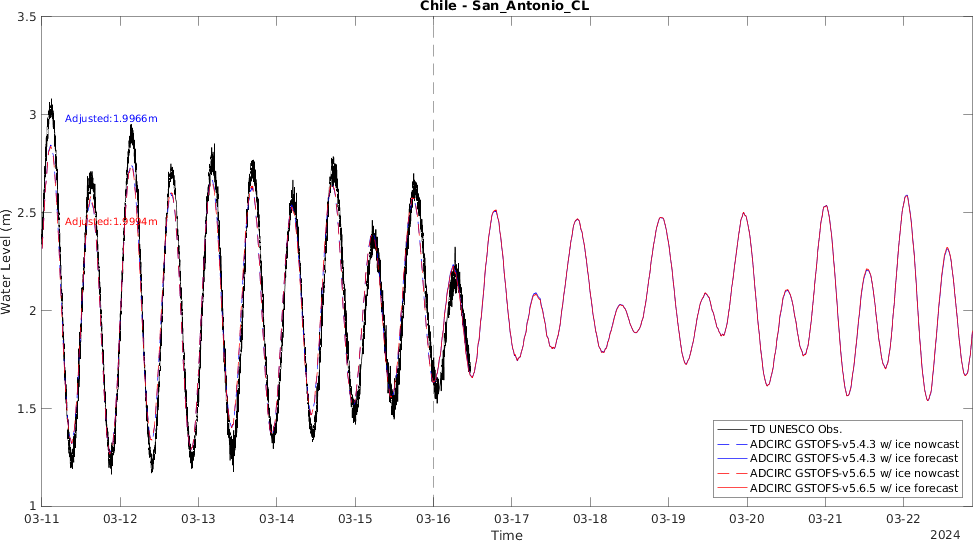 Chile - San_Antonio_CL
3.5
3
2.5
2
1.5
1
Water Level (m)
Adjusted:1.9966m
Adjusted:1.9994m
TD UNESCO Obs.
ADCIRC GSTOFS-v5.4.3 w/ ice nowcast
ADCIRC GSTOFS-v5.4.3 w/ ice forecast
ADCIRC GSTOFS-v5.6.5 w/ ice nowcast
ADCIRC GSTOFS-v5.6.5 w/ ice forecast
03-11 03-12 03-13 03-14 03-15 03-16 03-17 03-18 03-19 03-20 03-21 03-22
Time
2024